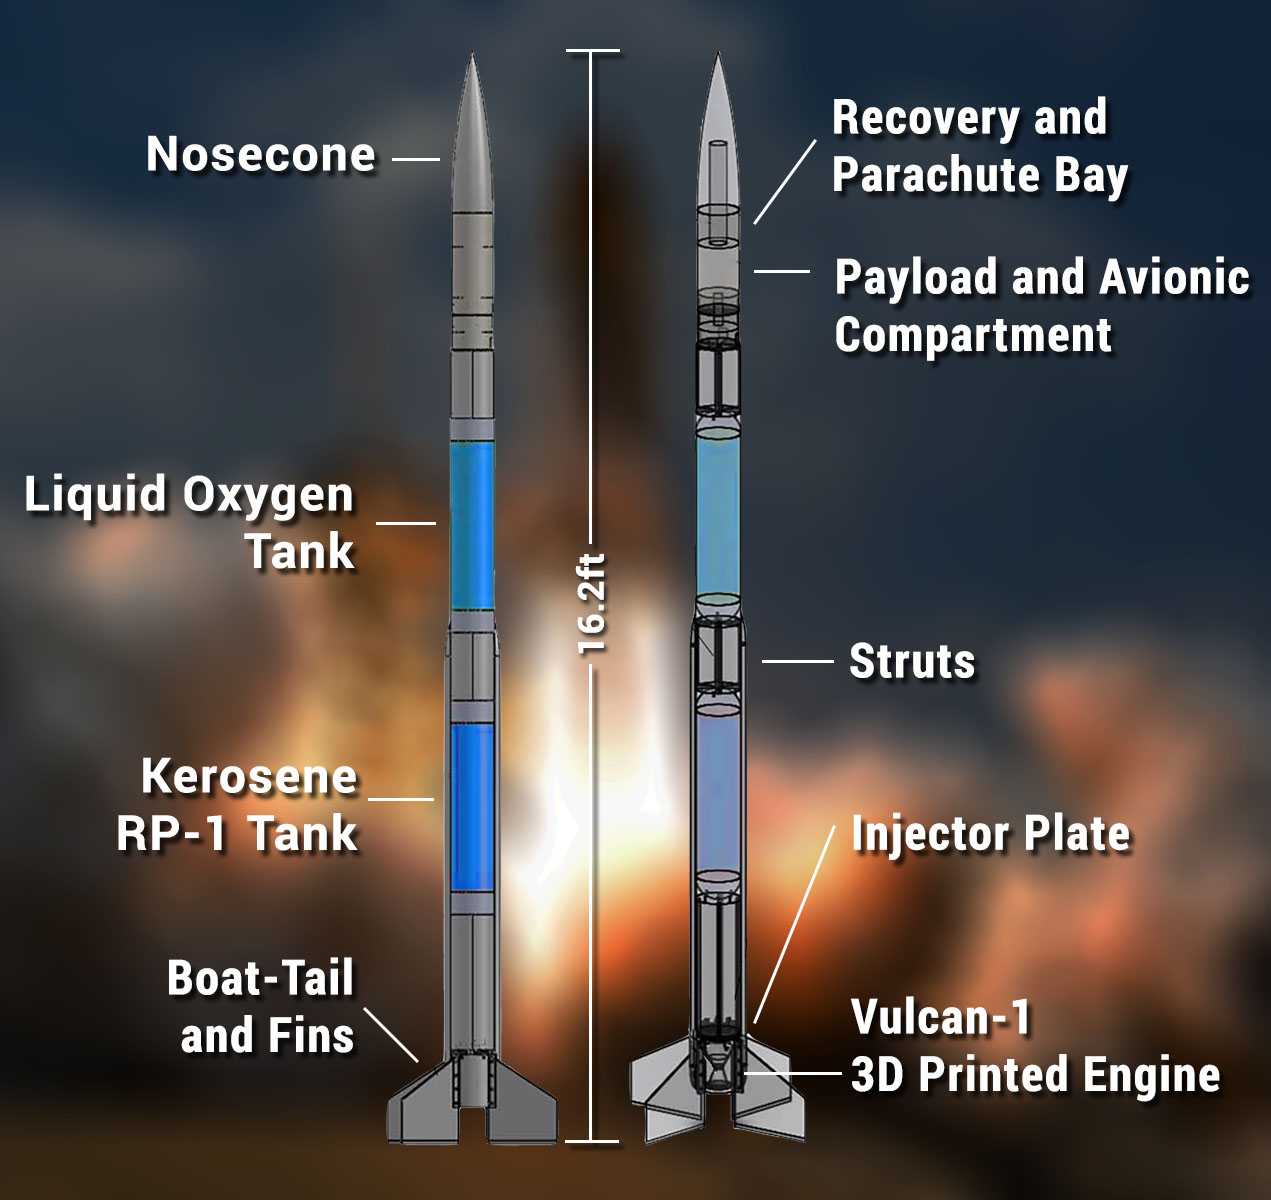 Nosecone
Liquid Oxygen
Tank
Kerosene
RP-1 Tank
Boat-Tail
and Fins
16.2ft
Recovery and
Parachute Bay
Payload and Avionic
Compartment
Struts
Injector Plate
Vulcan-1
3D Printed Engine